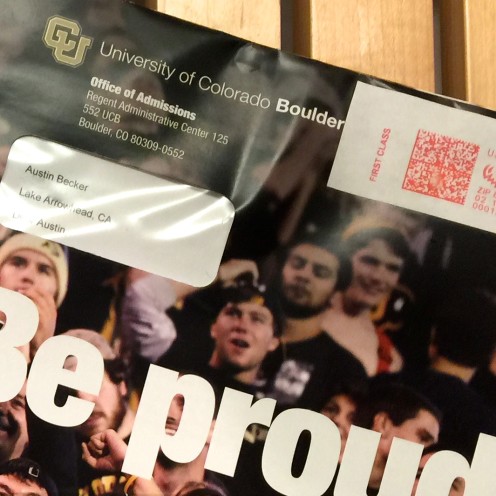 CU
University of Colorado Boulder
Office of Admissions
Regent Administrative Center 125
552 UCB
Boulder, CO 80309-0552
FIRST CLASS
Austin Becker
Lake Arrowhead, CA
Austin
Be proud